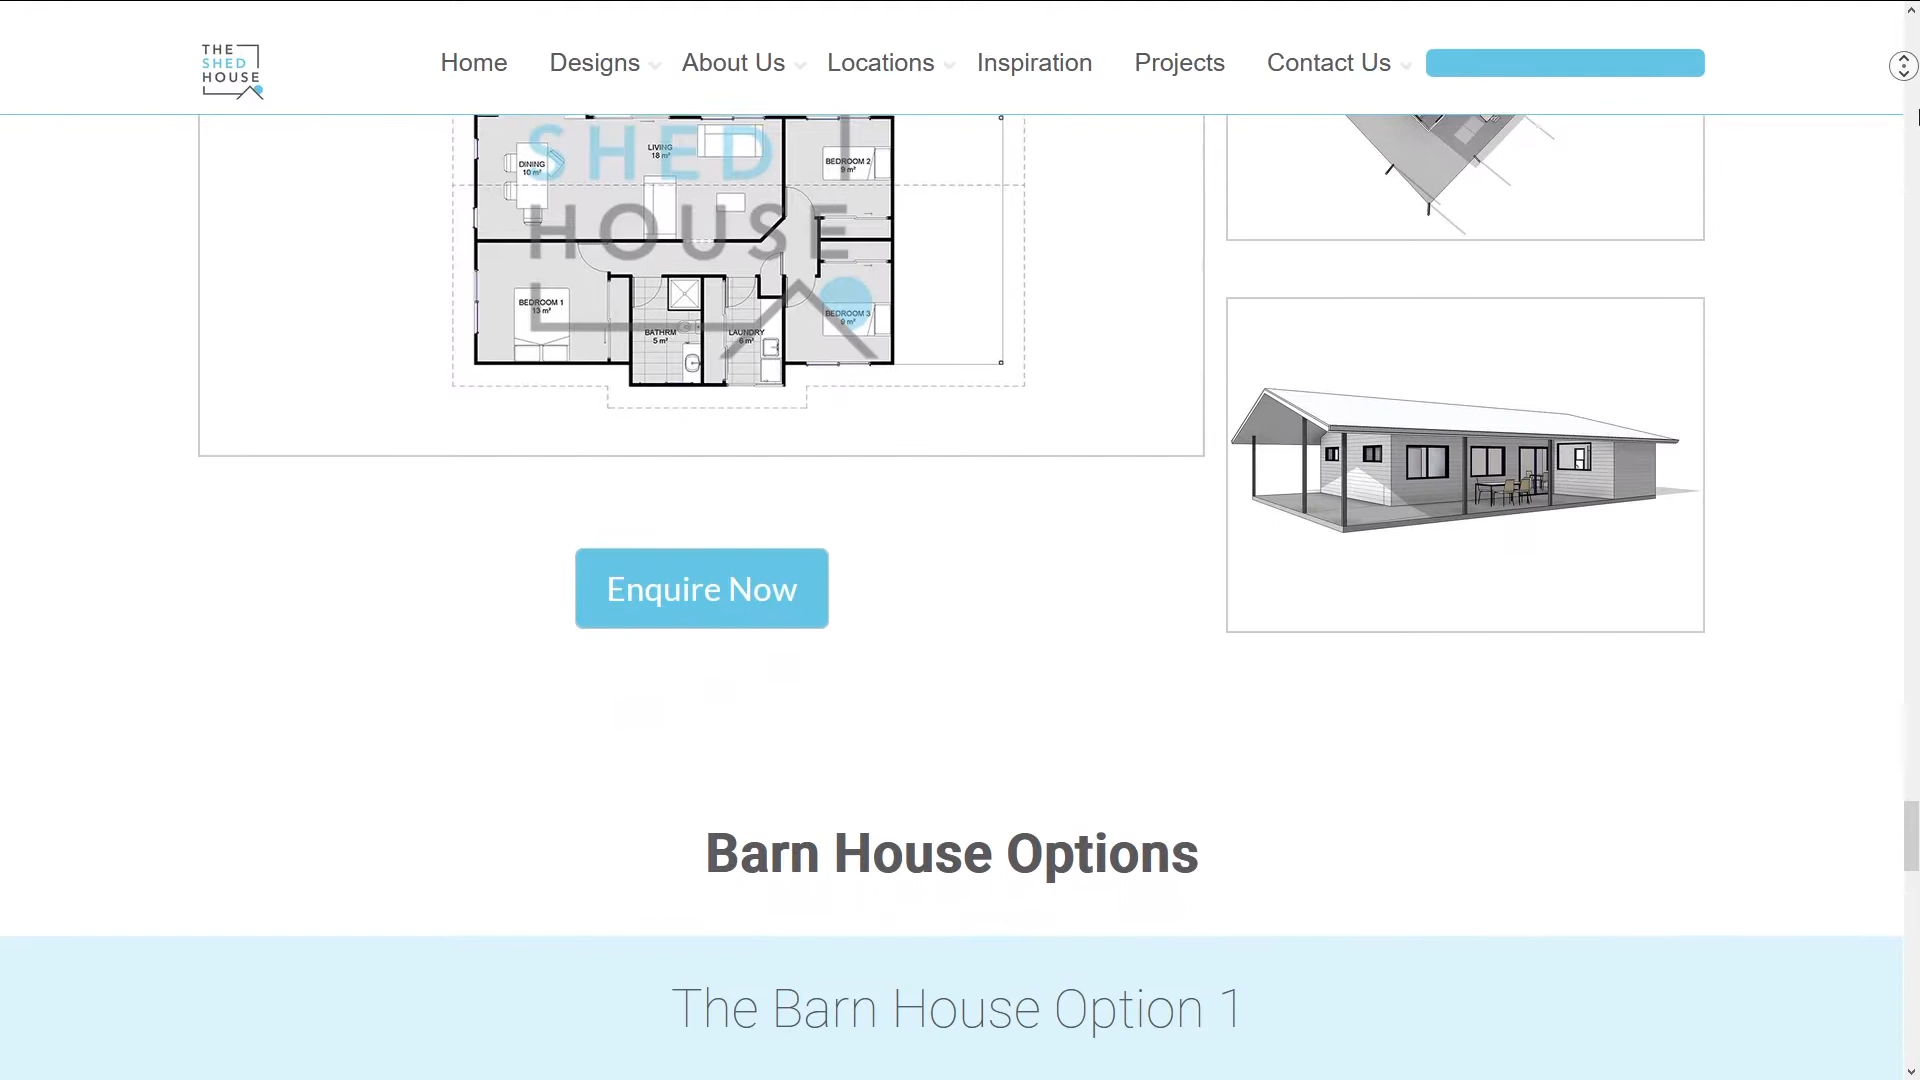 THE
SHED
HOUSE
Home
Designs
About Us
Locations
Inspiration
Projects
Contact Us
SHED
HOUSE
LIVING
18 m²
DINING
10 m²
BEDROOM 2
9 m²
BEDROOM 1
13 m²
BATHRM
5 m²
LAUNDRY
6 m²
BEDROOM 3
9 m²
Enquire Now
Barn House Options
The Barn House Option 1